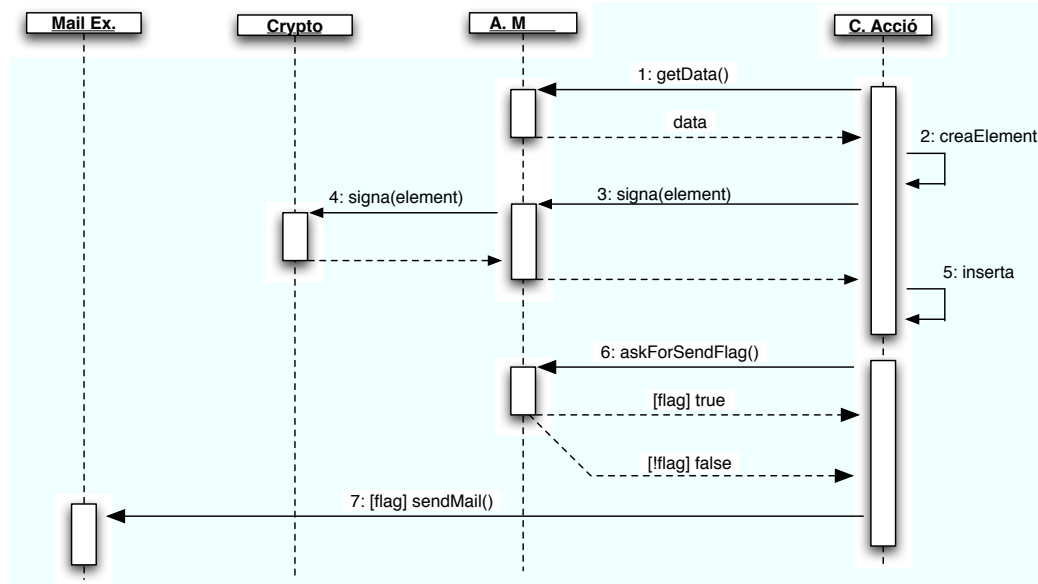 Mail Ex.
Crypto
A. M
C. Acció
1: getData()
data
2: creaElement
4: signa(element)
3: signa(element)
5: inserta
6: askForSendFlag()
[flag] true
[!flag] false
7: [flag] sendMail()